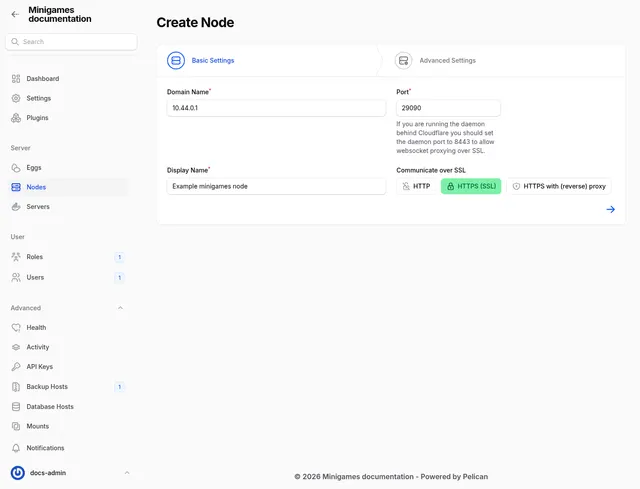 Minigames
documentation
Search
Dashboard
Settings
Plugins
Server
Eggs
Nodes
Servers
User
Roles 1
Users 1
Advanced
Health
Activity
API Keys
Backup Hosts 1
Database Hosts
Mounts
Notifications
docs-admin
Create Node
Basic Settings
Advanced Settings
Domain Name*
10.44.0.1
Port*
29090
If you are running the daemon
behind Cloudflare you should set
the daemon port to 8443 to allow
websocket proxying over SSL.
Display Name*
Example minigames node
Communicate over SSL
HTTP HTTPS (SSL) HTTPS with (reverse) proxy
© 2026 Minigames documentation - Powered by Pelican